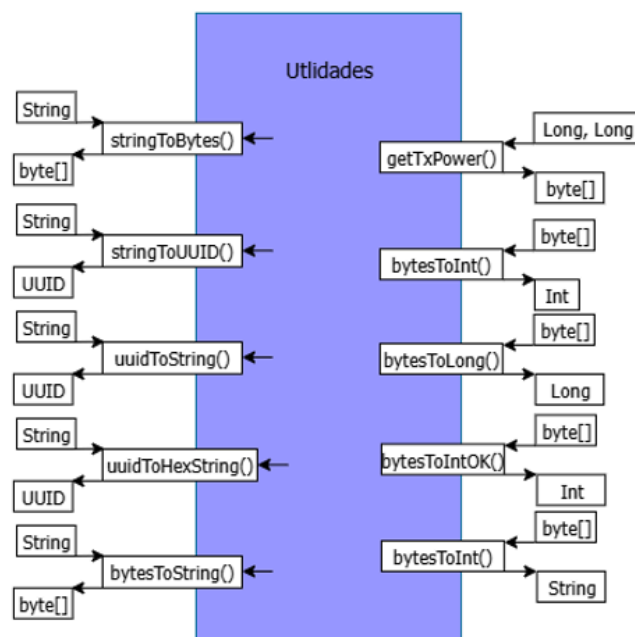 Utlidades
String
stringToBytes()
byte[]
String
stringToUUID()
UUID
String
uuidToString()
UUID
String
uuidToHexString()
UUID
String
bytesToString()
byte[]
Long, Long
getTxPower()
byte[]
byte[]
bytesToInt()
Int
byte[]
bytesToLong()
Long
byte[]
bytesToIntOK()
Int
byte[]
bytesToInt()
String